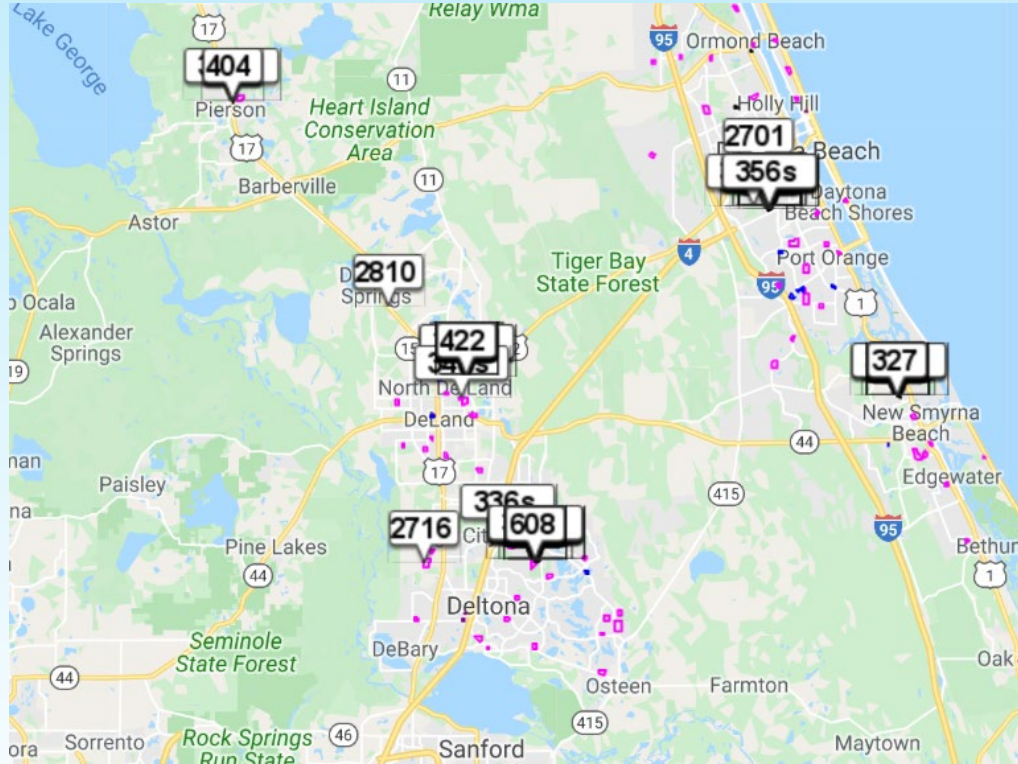 Relay Wma
Lake George
17
95
Ormond Beach
404
11
Pierson
Heart Island
Conservation
Area
Holly Hill
2701
Beach
17
356s
Barberville
11
Daytona
Beach Shores
Astor
4
Port Orange
Tiger Bay
State Forest
2810
Springs
95
Ocala
1
Alexander
Springs
422
15
327
19
North DeLand
New Smyrna
Beach
DeLand
44
17
Edgewater
Paisley
415
336s
2716
608
95
Pine Lakes
44
1
Deltona
Seminole
State Forest
DeBary
44
Osteen
Farmton
Oak
415
Sorrento
Rock Springs
Run State
46
Sanford
Maytown